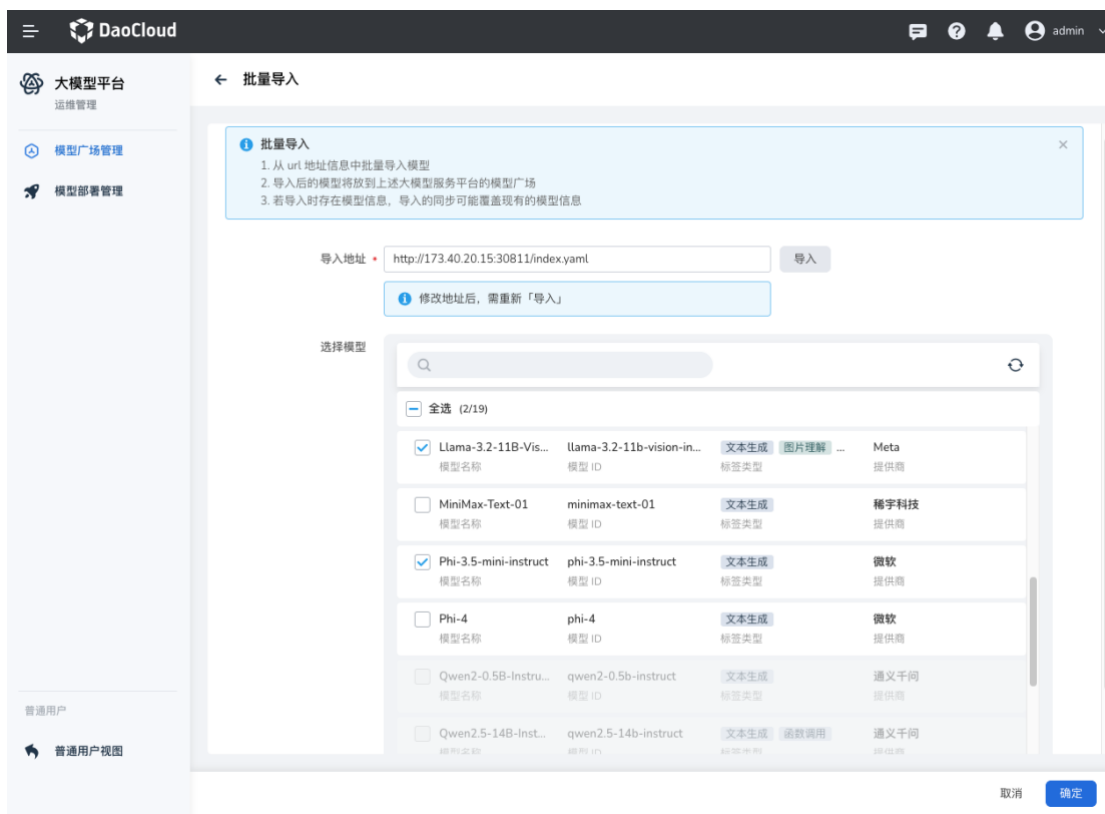 DaoCloud
admin
大模型平台
运维管理
模型广场管理
模型部署管理
普通用户
普通用户视图
批量导入
批量导入
1. 从 url 地址信息中批量导入模型
2. 导入后的模型将放到上述大模型服务平台的模型广场
3. 若导入时存在模型信息，导入的同步可能覆盖现有的模型信息
导入地址 • http://173.40.20.15:30811/index.yaml 导入
修改地址后，需重新「导入」
选择模型
全选 (2/19)
Llama-3.2-11B-Vis... llama-3.2-11b-vision-in... 文本生成 图片理解 ... Meta
模型名称 模型 ID 标签类型 提供商
MiniMax-Text-01 minimax-text-01 文本生成 稀宇科技
模型名称 模型 ID 标签类型 提供商
Phi-3.5-mini-instruct phi-3.5-mini-instruct 文本生成 微软
模型名称 模型 ID 标签类型 提供商
Phi-4 phi-4 文本生成 微软
模型名称 模型 ID 标签类型 提供商
Qwen2-0.5B-Instru... qwen2-0.5b-instruct 文本生成 通义千问
模型名称 模型 ID 标签类型 提供商
Qwen2.5-14B-Inst... qwen2.5-14b-instruct 文本生成 函数调用 通义千问
模型名称 模型 ID 标签类型 提供商
取消 确定